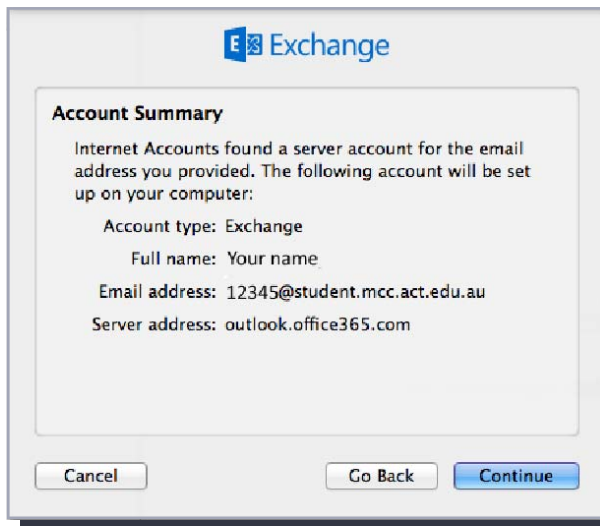 E Exchange
Account Summary
Internet Accounts found a server account for the email
address you provided. The following account will be set
up on your computer:
Account type: Exchange
Full name: Your name
Email address: 12345@student.mcc.act.edu.au
Server address: outlook.office365.com
Cancel Go Back Continue